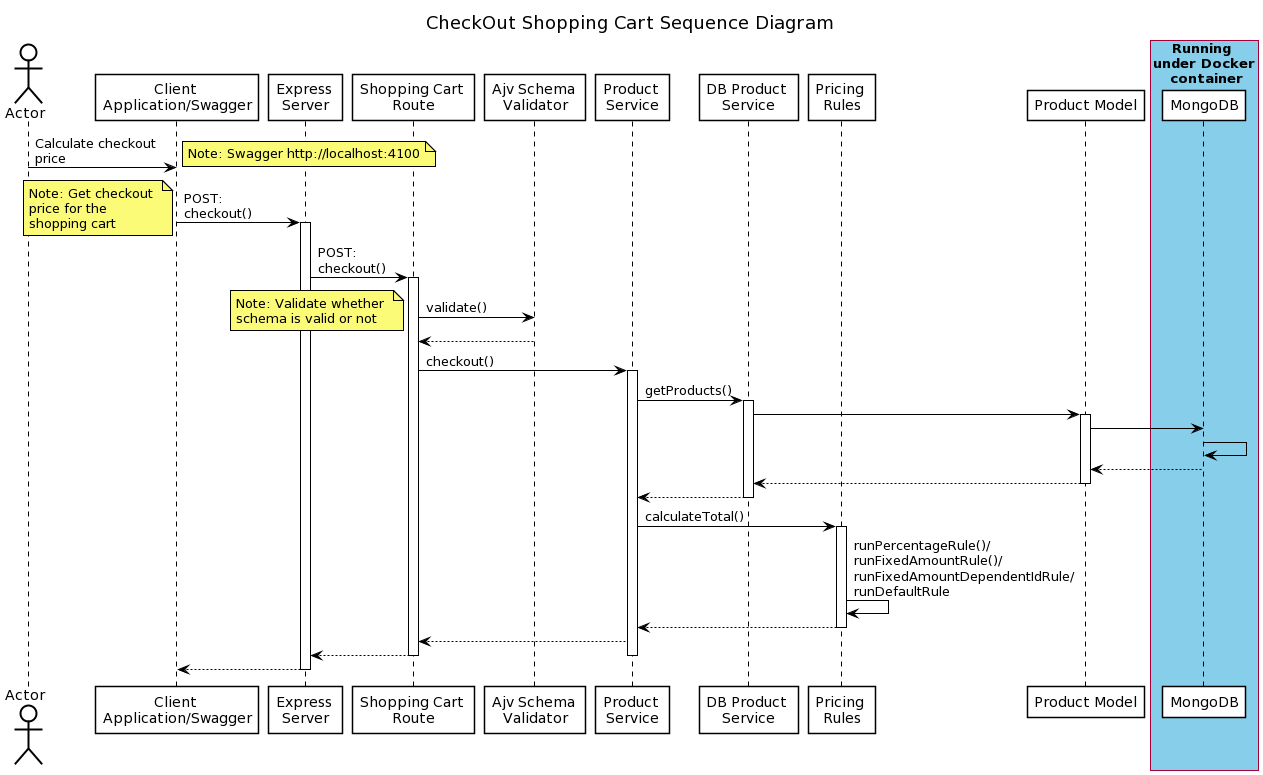 CheckOut Shopping Cart Sequence Diagram
Running
under Docker
container
Actor
Client
Application/Swagger
Express
Server
Shopping Cart
Route
Ajv Schema
Validator
Product
Service
DB Product
Service
Pricing
Rules
Product Model
MongoDB
Calculate checkout
price
Note: Swagger http://localhost:4100
Note: Get checkout
price for the
shopping cart
POST:
checkout()
POST:
checkout()
Note: Validate whether
schema is valid or not
validate()
checkout()
getProducts()
calculateTotal()
runPercentageRule()/
runFixedAmountRule()/
runFixedAmountDependentIdRule/
runDefaultRule
Actor
Client
Application/Swagger
Express
Server
Shopping Cart
Route
Ajv Schema
Validator
Product
Service
DB Product
Service
Pricing
Rules
Product Model
MongoDB